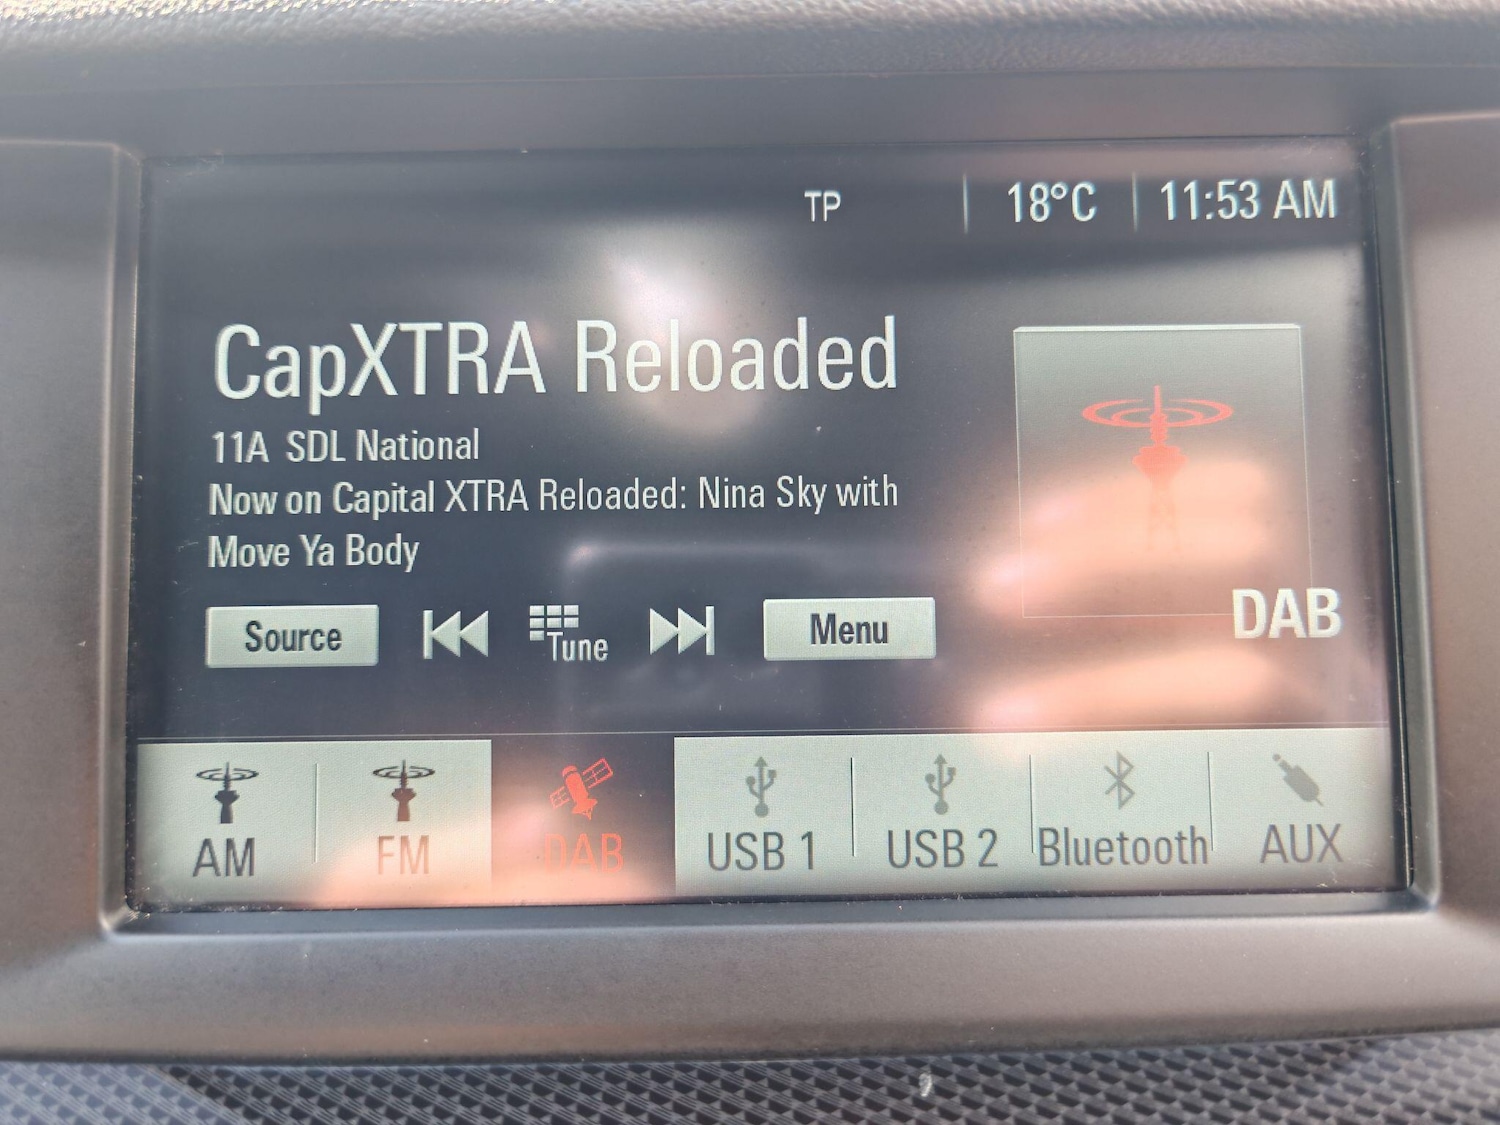 TP 18°C 11:53 AM
CapXTRA Reloaded
11A SDL National
Now on Capital XTRA Reloaded: Nina Sky with
Move Ya Body
Source Tune Menu
DAB
AM FM DAB USB 1 USB 2 Bluetooth AUX